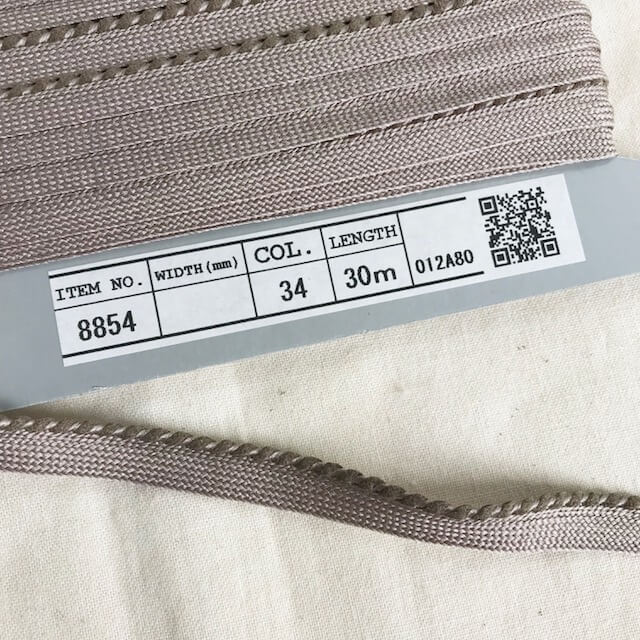 ITEM NO. WIDTH(mm) COL. LENGTH
8854 34 30m 012A80